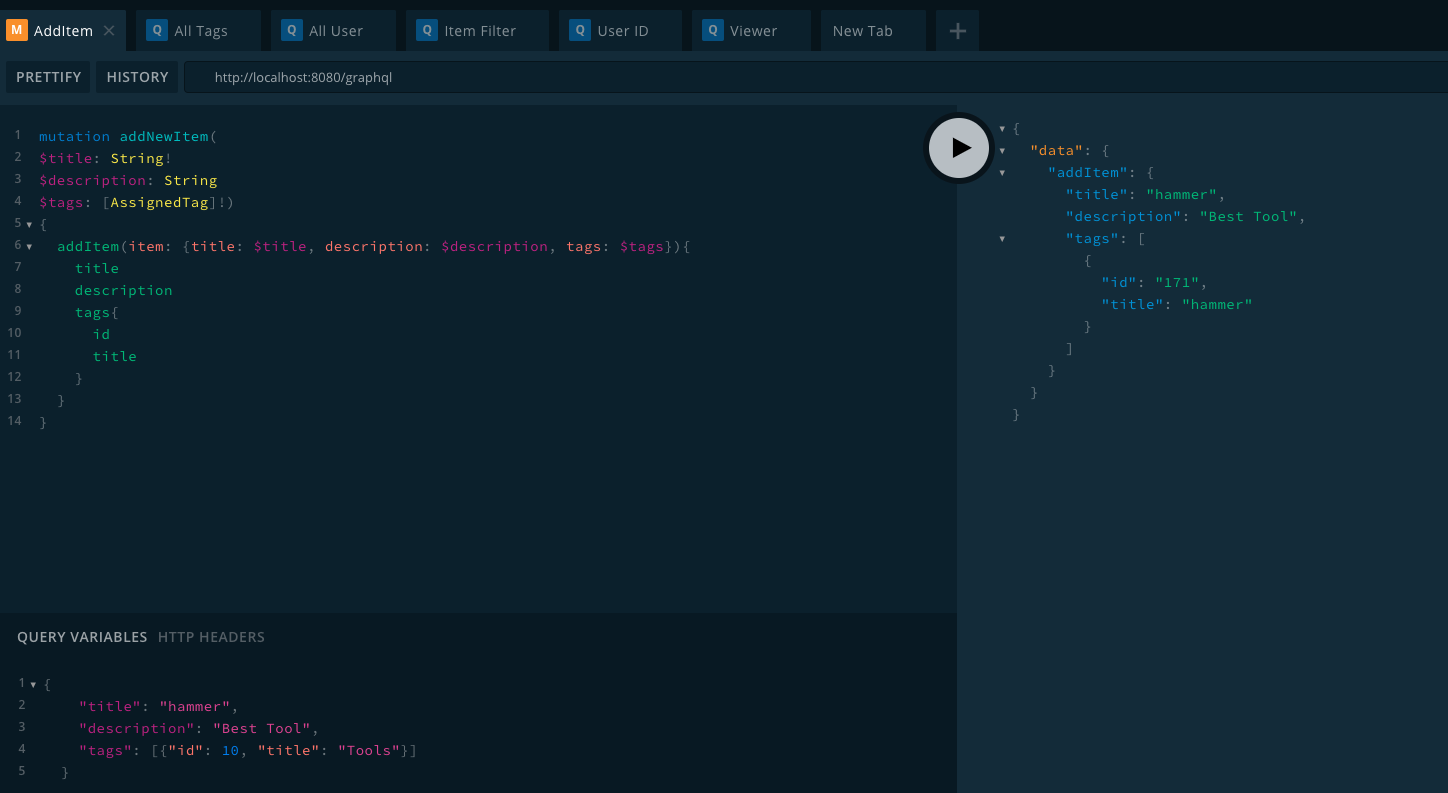 M AddItem Q All Tags Q All User Q Item Filter Q User ID Q Viewer New Tab
PRETTIFY HISTORY http://localhost:8080/graphql
1 mutation addNewItem(
2 $title: String!
3 $description: String
4 $tags: [AssignedTag]!)
5 {
6 addItem(item: {title: $title, description: $description, tags: $tags}){
7 title
8 description
9 tags{
10 id
11 title
12 }
13 }
14 }
QUERY VARIABLES HTTP HEADERS
1 {
2 "title": "hammer",
3 "description": "Best Tool",
4 "tags": [{"id": 10, "title": "Tools"}]
5 }
{
"data": {
"addItem": {
"title": "hammer",
"description": "Best Tool",
"tags": [
{
"id": "171",
"title": "hammer"
}
]
}
}
}